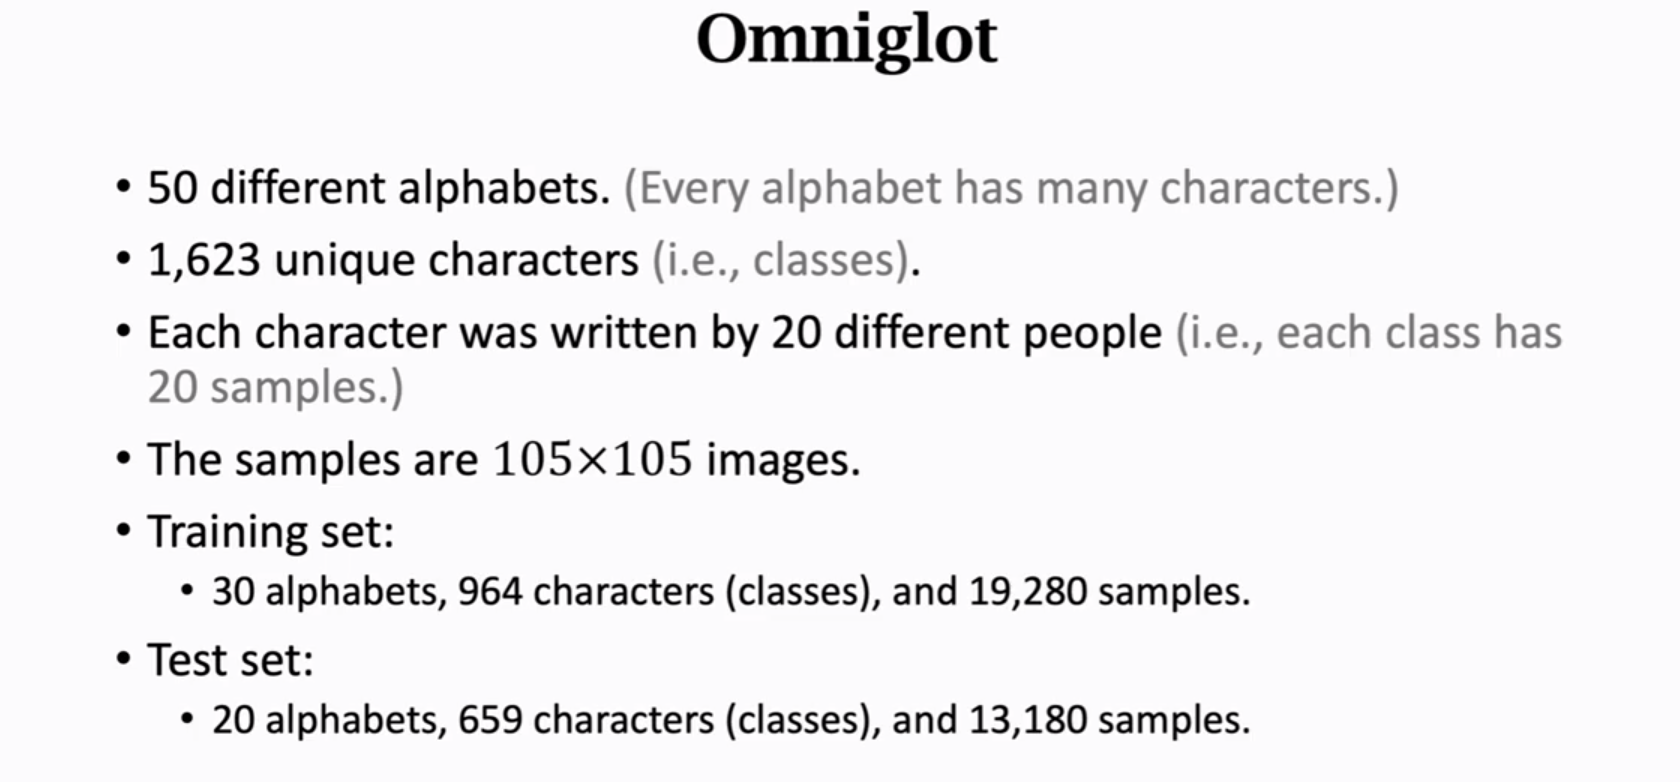 Omniglot
• 50 different alphabets. (Every alphabet has many characters.)
• 1,623 unique characters (i.e., classes).
• Each character was written by 20 different people (i.e., each class has
20 samples.)
• The samples are 105×105 images.
• Training set:
• 30 alphabets, 964 characters (classes), and 19,280 samples.
• Test set:
• 20 alphabets, 659 characters (classes), and 13,180 samples.